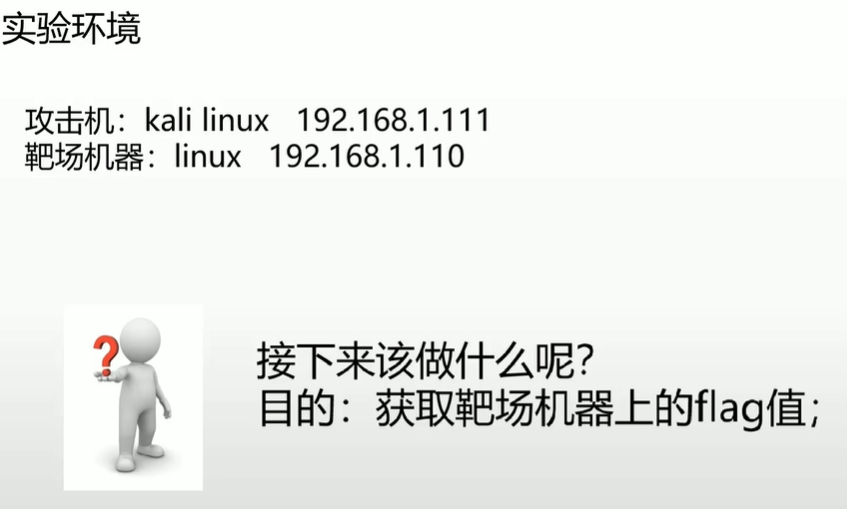 实验环境
攻击机：kali linux 192.168.1.111
靶场机器：linux 192.168.1.110
?
接下来该做什么呢？
目的：获取靶场机器上的flag值；